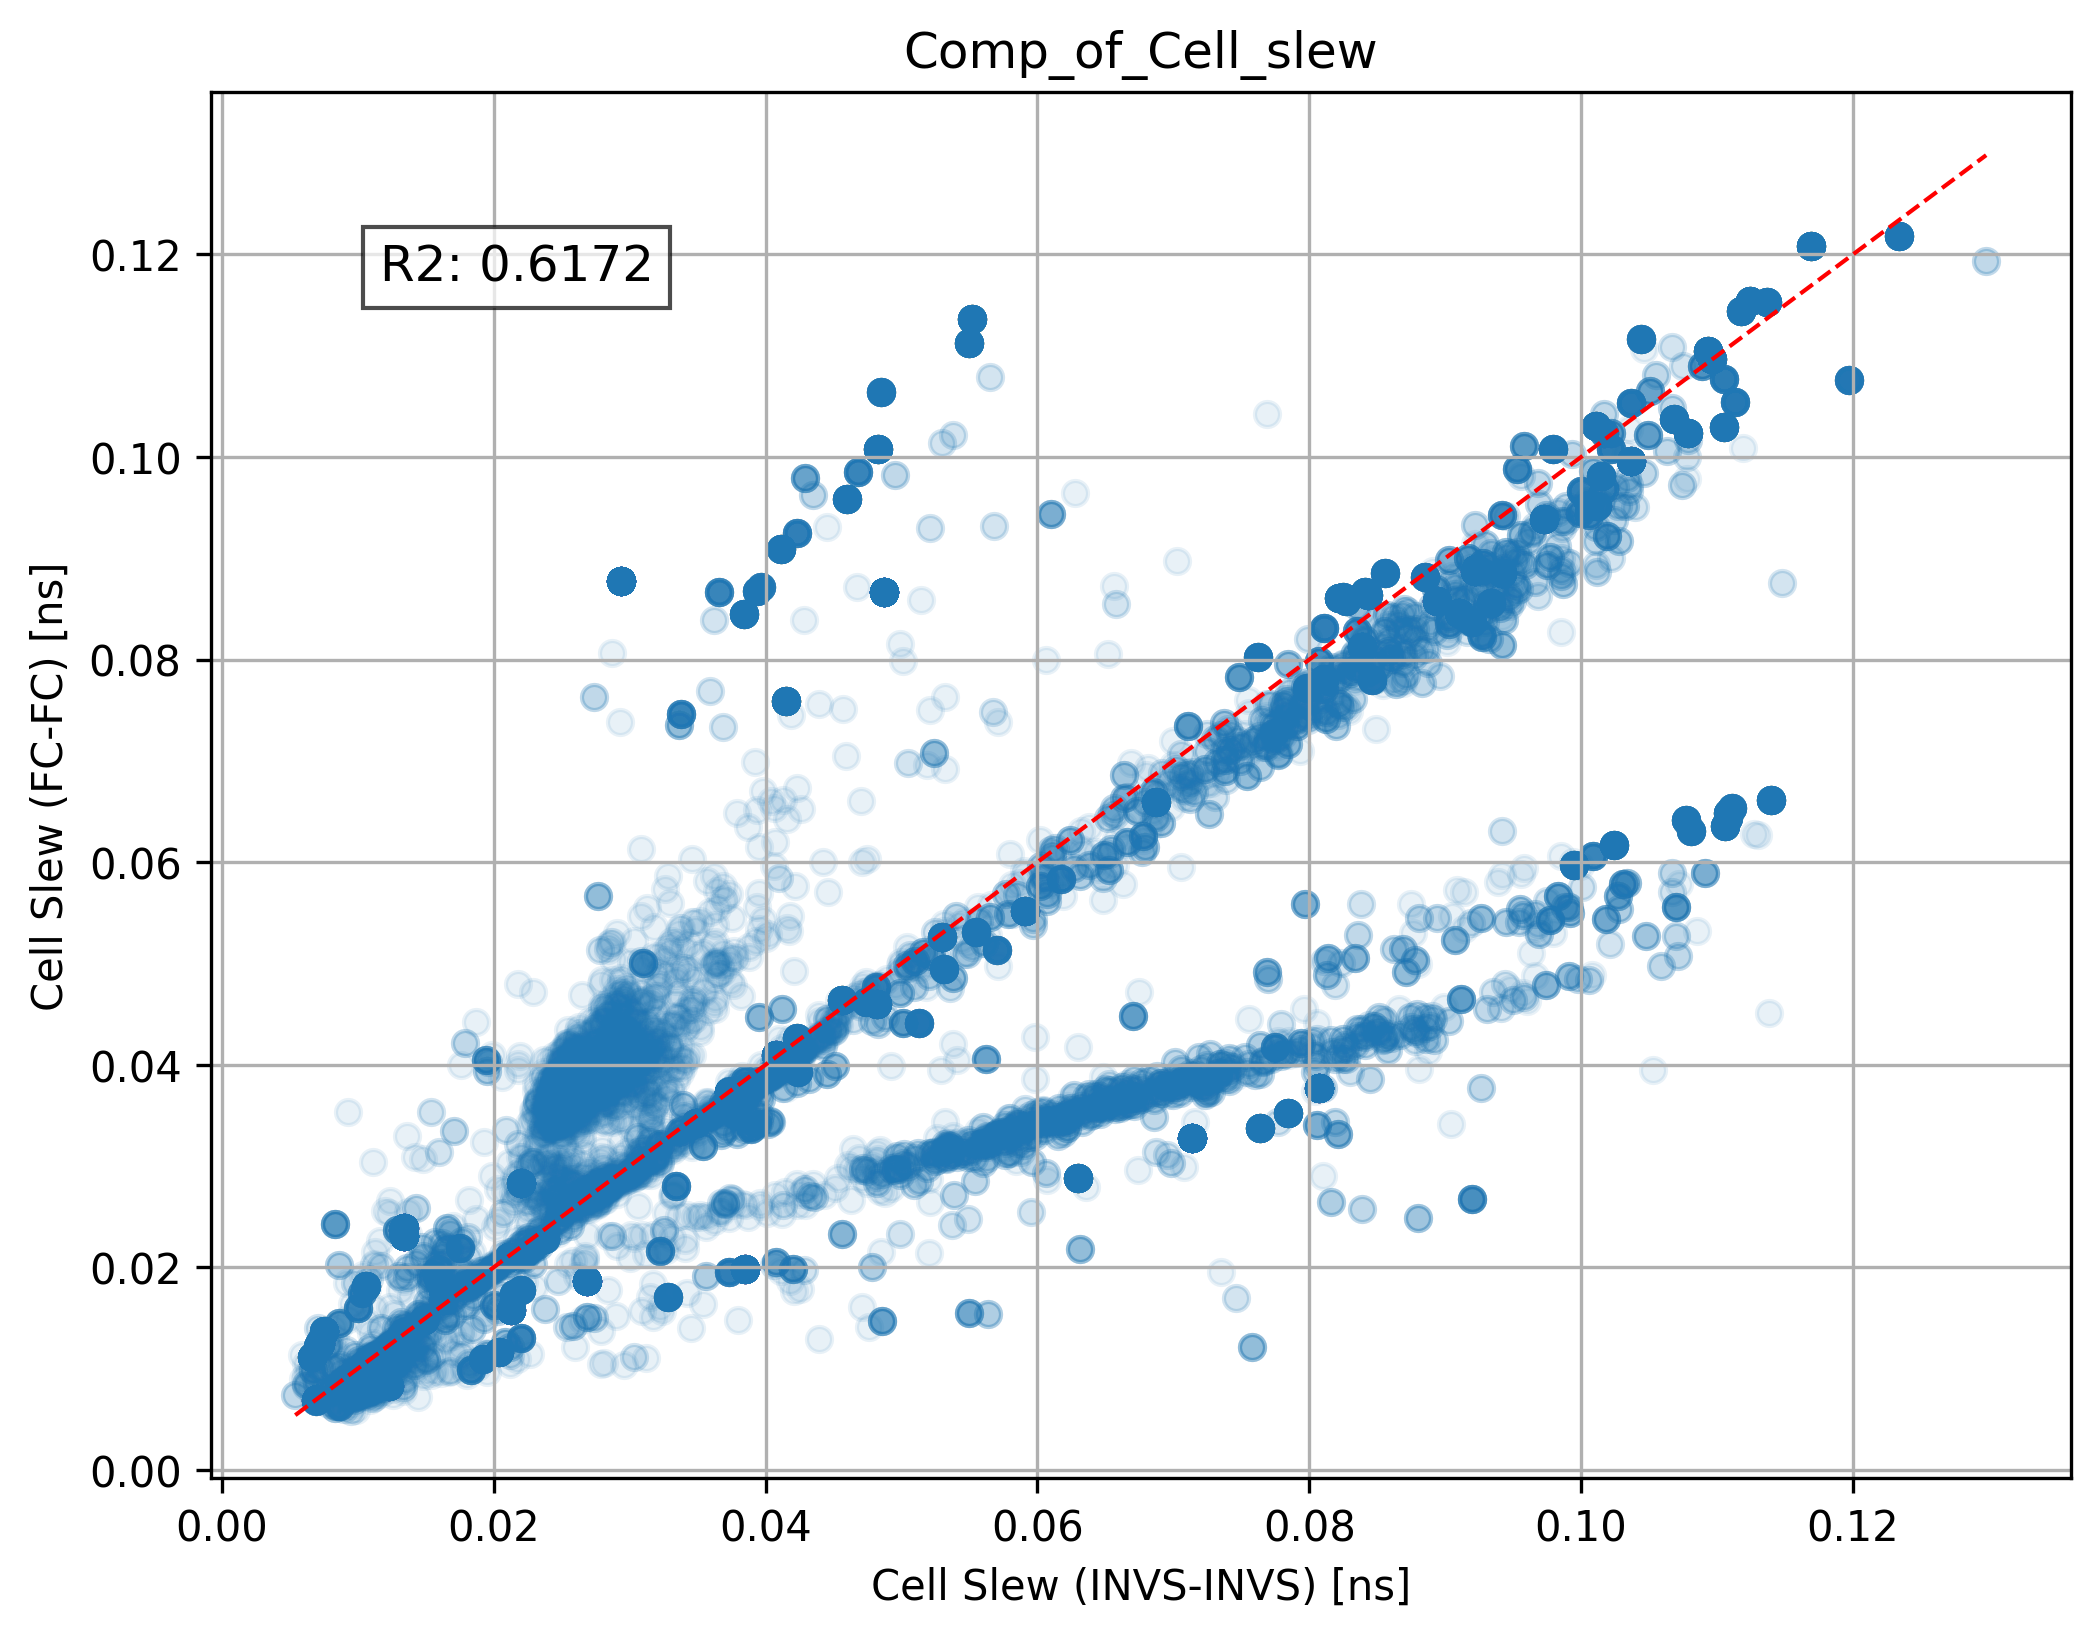 Comp_of_Cell_slew
R2: 0.6172
Cell Slew (FC-FC) [ns]
0.12
0.10
0.08
0.06
0.04
0.02
0.00
0.00 0.02 0.04 0.06 0.08 0.10 0.12
Cell Slew (INVS-INVS) [ns]